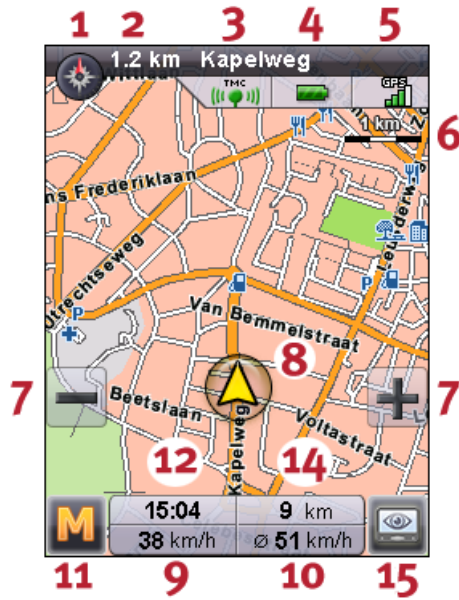 1 2 3 4 5
1.2 km Kapelweg
TMC
GPS
1 km
6
ns Frederiklaan
Utrechtseweg
P
Leusderweg
P
Van Bemmelstraat
8
7
7
Beetslaan
Kapelweg
Voltastraat
12
14
M
15:04
9 km
38 km/h
ø 51 km/h
11
9
10
15